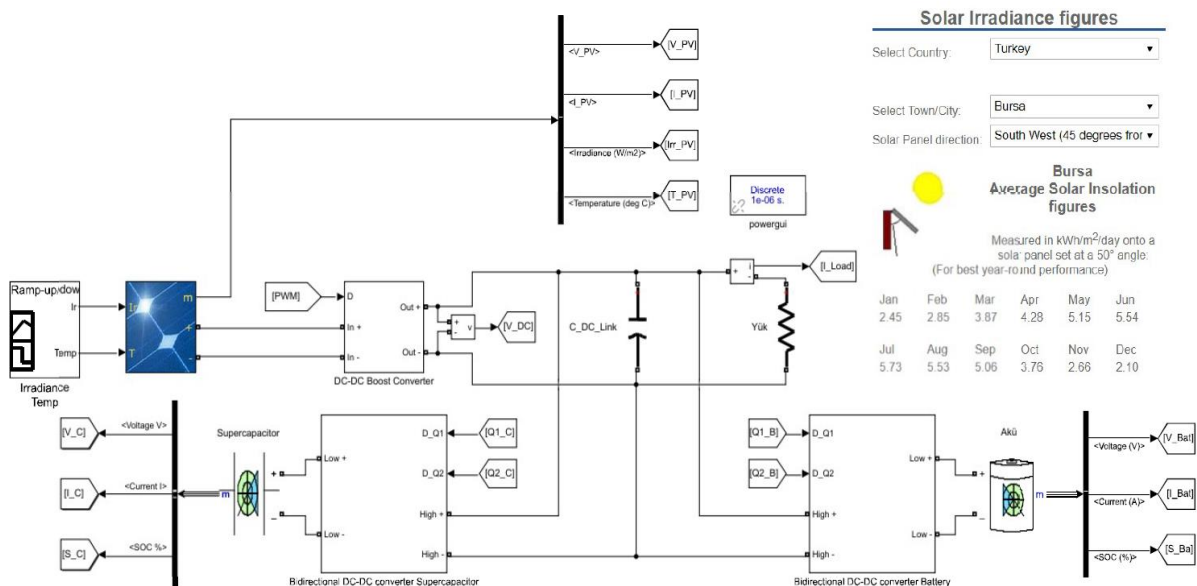 Solar Irradiance figures
Select Country:
Turkey
Select Town/City:
Bursa
Solar Panel direction:
South West (45 degrees fror
Bursa
Average Solar Insolation
figures
Measured in kWh/m2/day onto a
solar panel set at a 50° angle:
(For best year-round performance)
Jan Feb Mar Apr May Jun
2.45 2.85 3.87 4.28 5.15 5.54
Jul Aug Sep Oct Nov Dec
5.73 5.53 5.06 3.76 2.66 2.10
<V_PV>
[V_PV]
<I_PV>
[I_PV]
<Irradiance (W/m2)>
[Irr_PV]
<Temperature (deg C)>
[T_PV]
Discrete
1e-06 s.
powergui
Ramp-up/dow
Ir
Temp
Irradiance
Temp
Ir
T
m
+
-
[PWM]
D
In +
In -
Out +
Out -
DC-DC Boost Converter
+
-
v
[V_DC]
C_DC_Link
+
i
-
[I_Load]
Yük
[V_C]
<Voltage V>
[I_C]
<Current I>
[S_C]
<SOC %>
Supercapacitor
m
+
_
Low +
Low -
D_Q1
D_Q2
High +
High -
[Q1_C]
[Q2_C]
Bidirectional DC-DC converter Supercapacitor
[Q1_B]
[Q2_B]
D_Q1
D_Q2
High +
High -
Low +
Low -
Bidirectional DC-DC converter Battery
Akü
+
_
m
<Voltage (V)>
[V_Bat]
<Current (A)>
[I_Bat]
<SOC (%)>
[S_Ba]